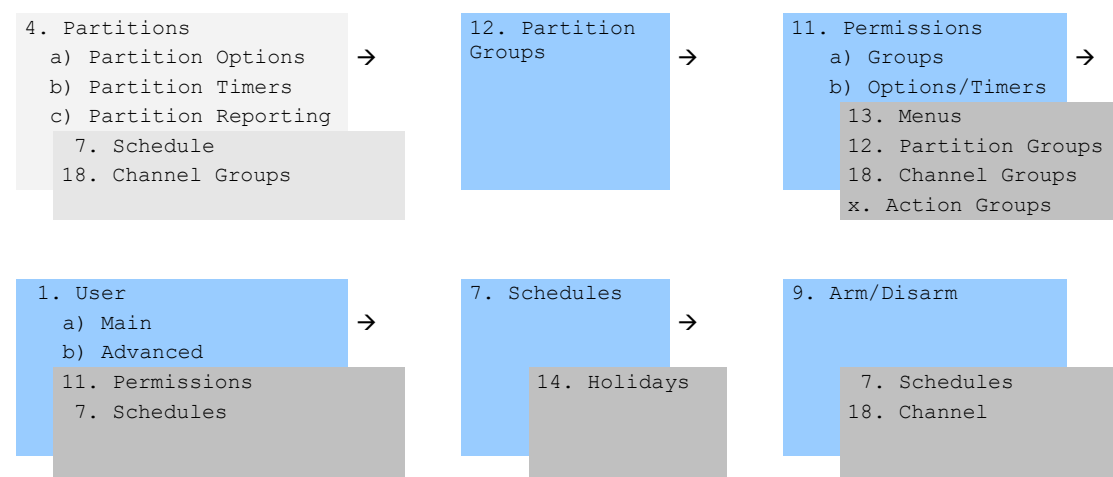 4. Partitions
a) Partition Options
b) Partition Timers
c) Partition Reporting
7. Schedule
18. Channel Groups
→
12. Partition
Groups
→
11. Permissions
a) Groups
b) Options/Timers
13. Menus
12. Partition Groups
18. Channel Groups
x. Action Groups
→
1. User
a) Main
b) Advanced
11. Permissions
7. Schedules
→
7. Schedules
14. Holidays
→
9. Arm/Disarm
7. Schedules
18. Channel